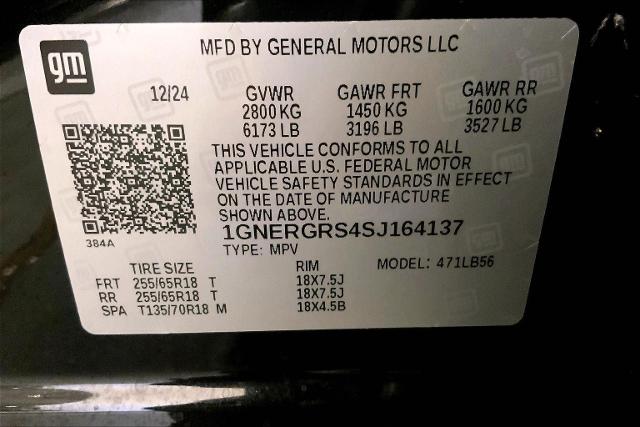 gm
MFD BY GENERAL MOTORS LLC
12/24 GVWR GAWR FRT GAWR RR
2800 KG 1450 KG 1600 KG
6173 LB 3196 LB 3527 LB
THIS VEHICLE CONFORMS TO ALL
APPLICABLE U.S. FEDERAL MOTOR
VEHICLE SAFETY STANDARDS IN EFFECT
ON THE DATE OF MANUFACTURE
SHOWN ABOVE.
384A
1GNERGRS4SJ164137
TYPE: MPV
TIRE SIZE RIM MODEL: 471LB56
FRT 255/65R18 T 18X7.5J
RR 255/65R18 T 18X7.5J
SPA T135/70R18 M 18X4.5B